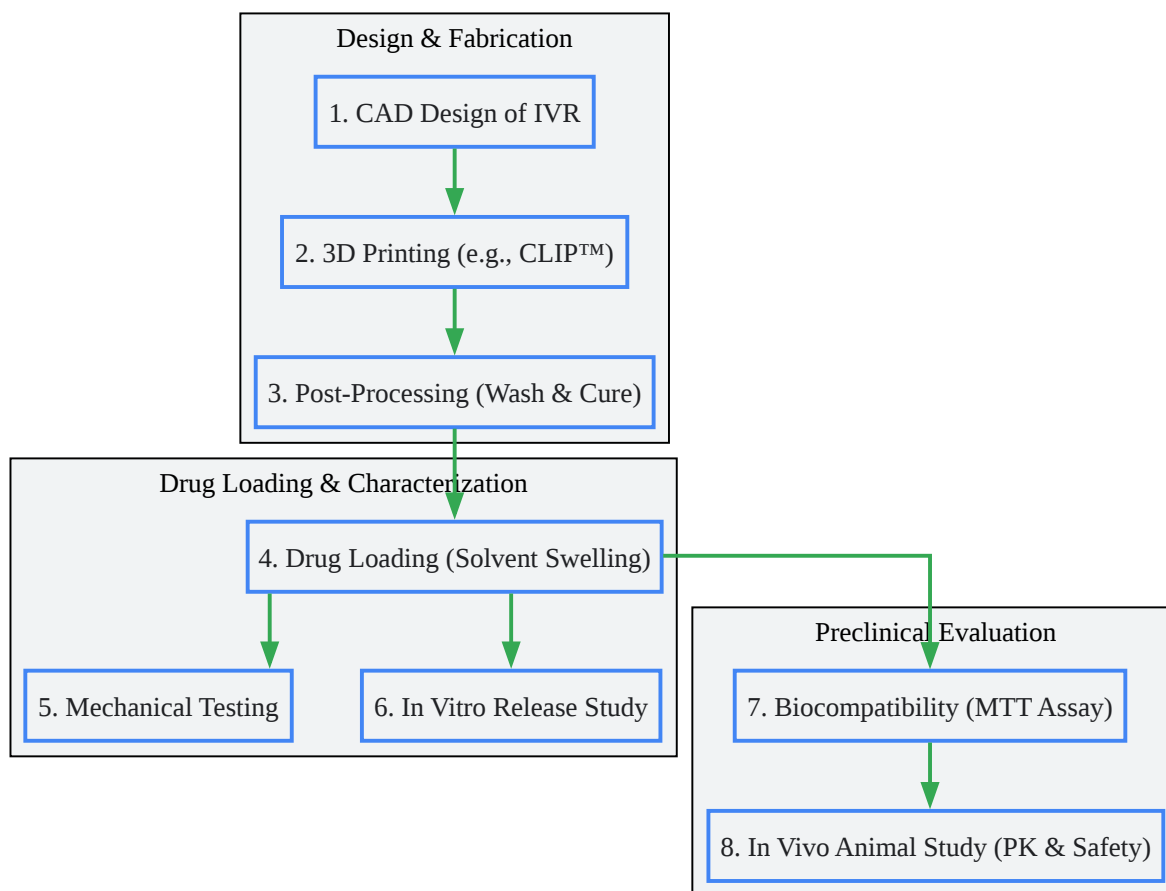 Design & Fabrication
1. CAD Design of IVR
2. 3D Printing (e.g., CLIP™)
3. Post-Processing (Wash & Cure)
Drug Loading & Characterization
4. Drug Loading (Solvent Swelling)
5. Mechanical Testing
6. In Vitro Release Study
Preclinical Evaluation
7. Biocompatibility (MTT Assay)
8. In Vivo Animal Study (PK & Safety)